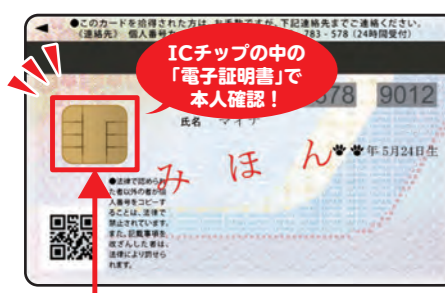 ●このカードを拾得された方は、お手数ですが、下記連絡先までご連絡ください。
《連絡先》 個人番号
783-578 (24時間受付)
ICチップの中の
「電子証明書」で
本人確認！
678 9012
氏名 マイナ
年5月24日生
みほん
●法律で認めら
た者以外の者が
人番号をコピーす
ることは、法律で
禁止されています。
また、記載事項を
改ざんした者は、
法律により罰せら
れます。